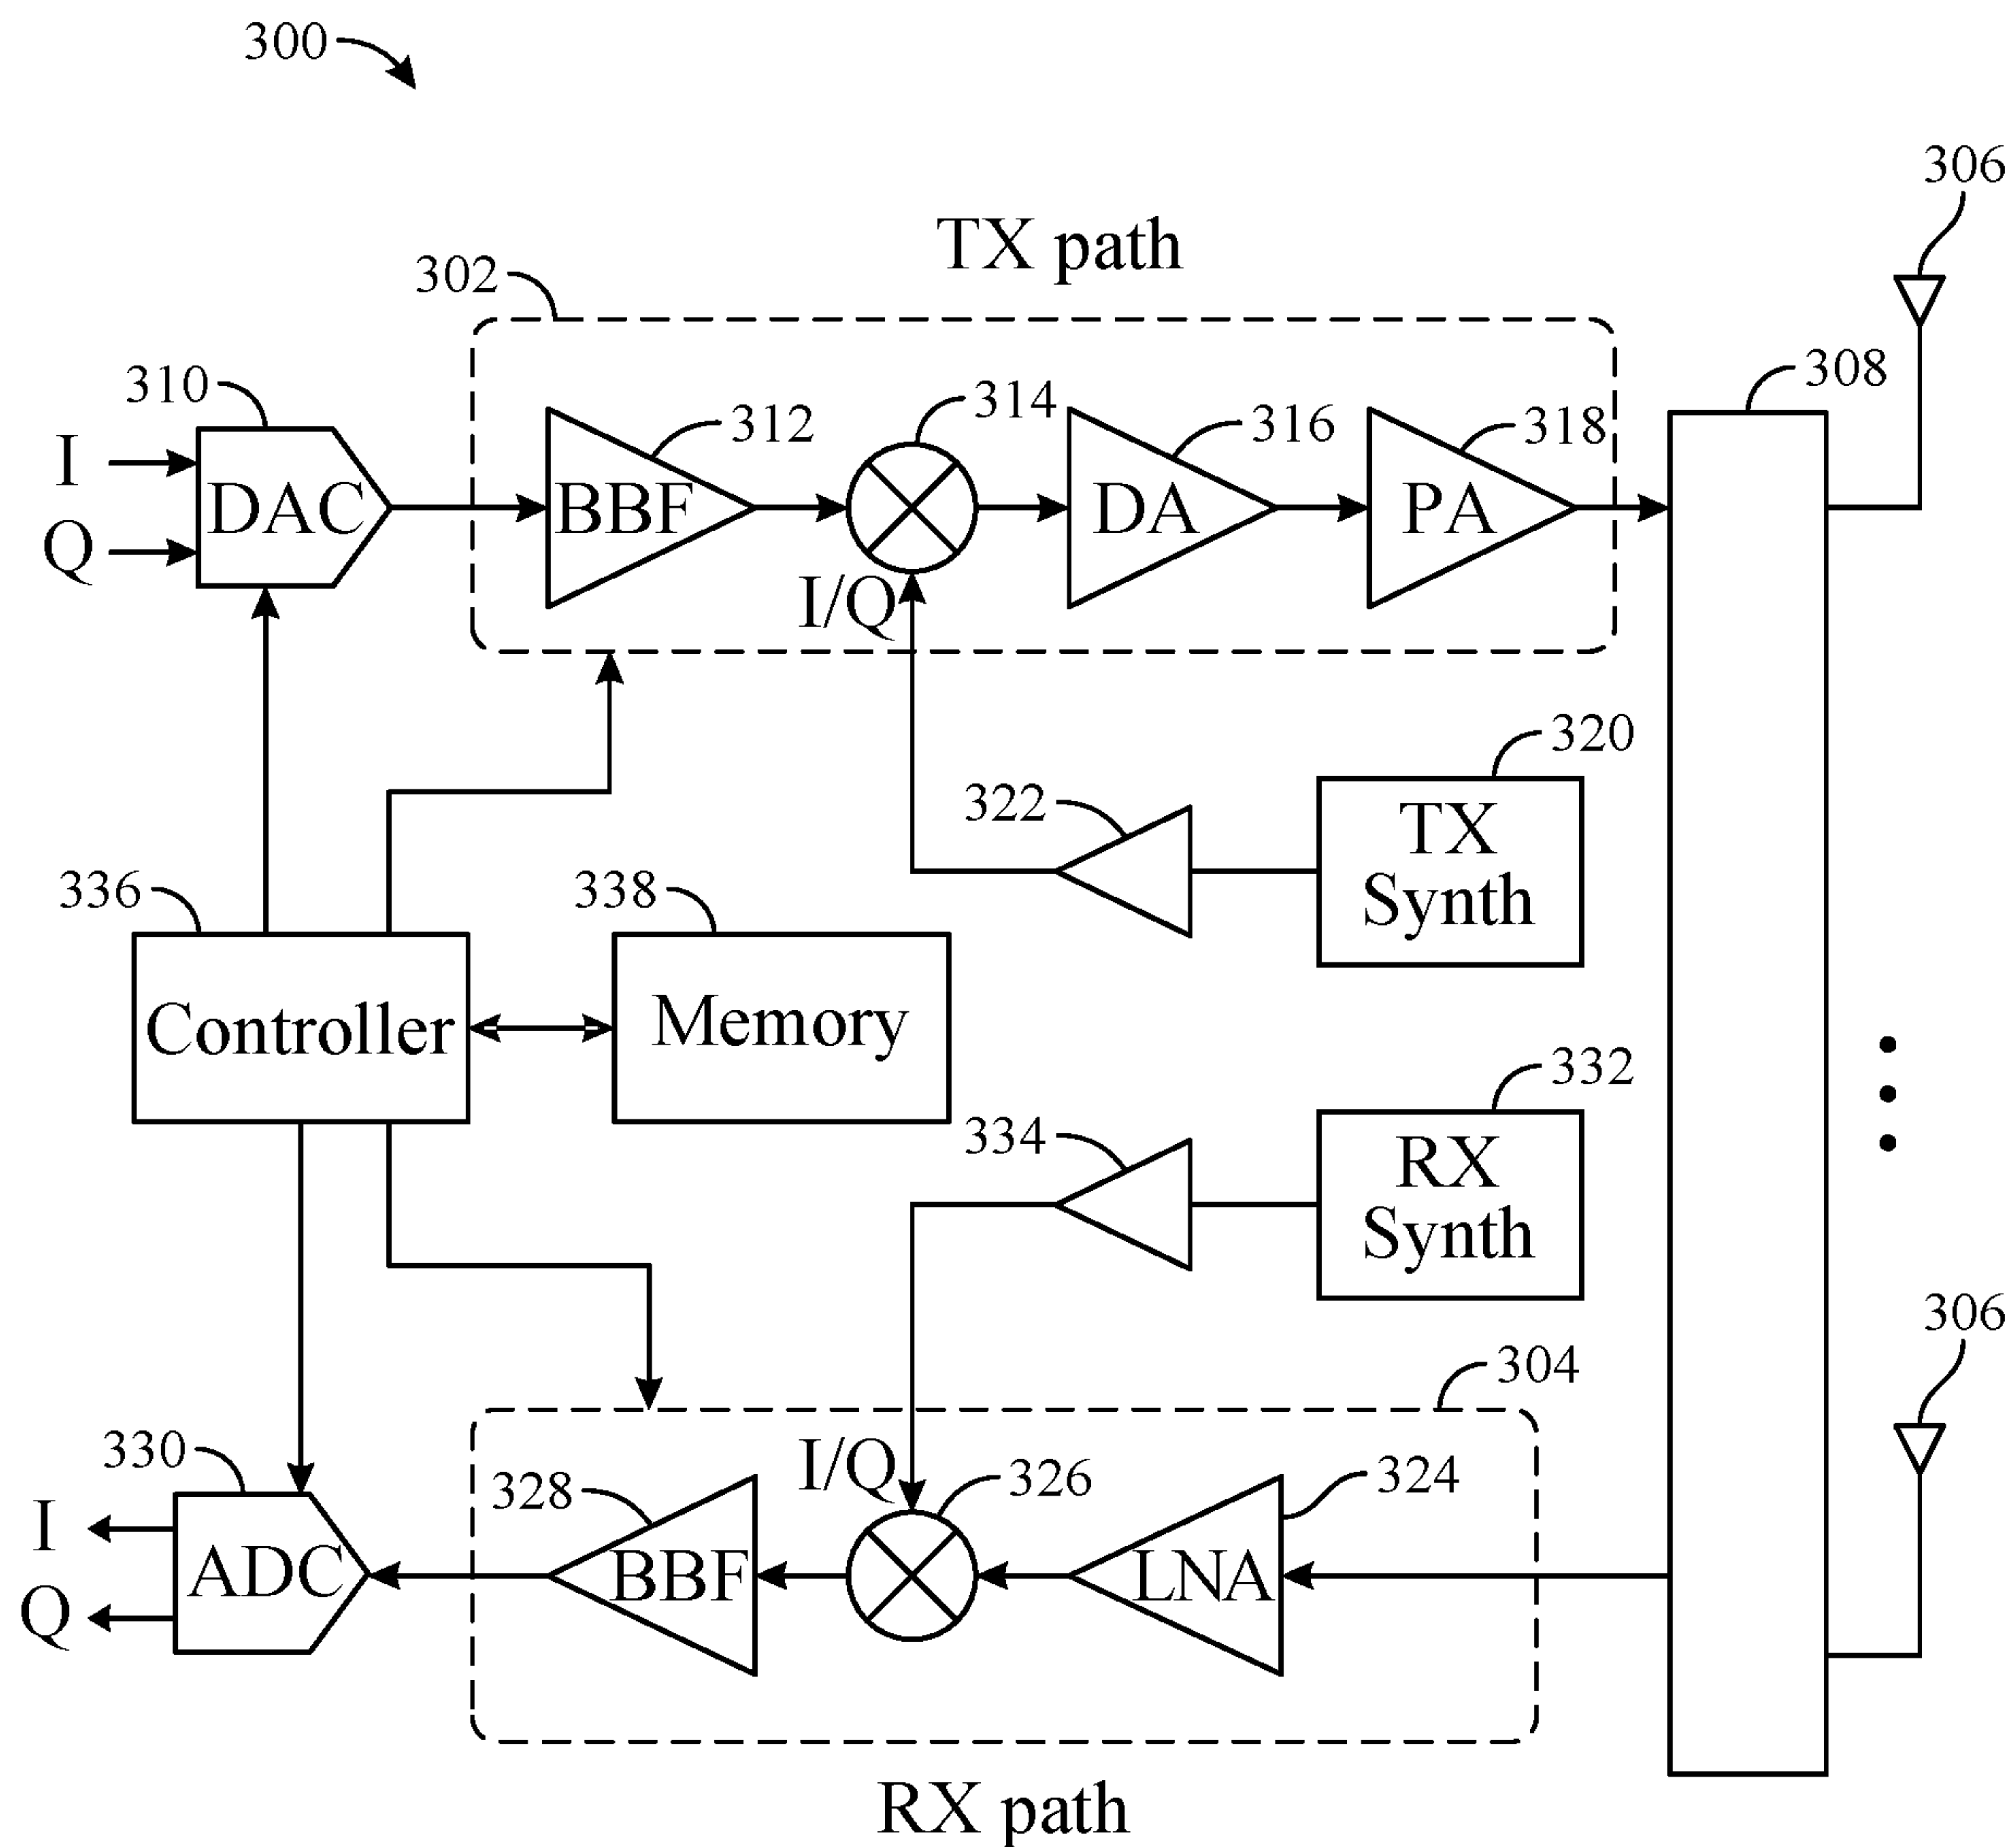 300
306
TX path
302
308
310
312
314
316
318
I
Q
DAC
BBF
DA
PA
I/Q
320
322
TX
Synth
336
338
Controller
Memory
332
334
RX
Synth
306
304
330
I/Q
328
326
324
I
Q
ADC
BBF
LNA
RX path